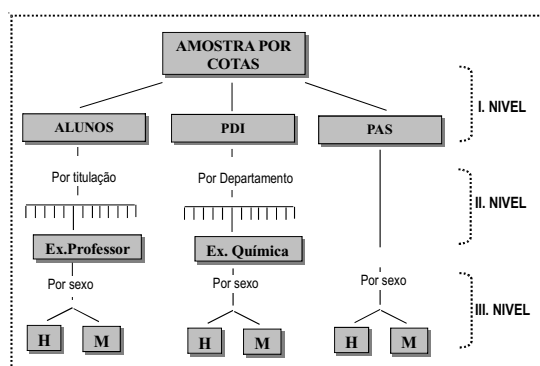 AMOSTRA POR
COTAS
I. NIVEL
ALUNOS
PDI
PAS
Por titulação
Por Departamento
II. NIVEL
Ex.Professor
Ex. Química
Por sexo
Por sexo
Por sexo
III. NIVEL
H
M
H
M
H
M